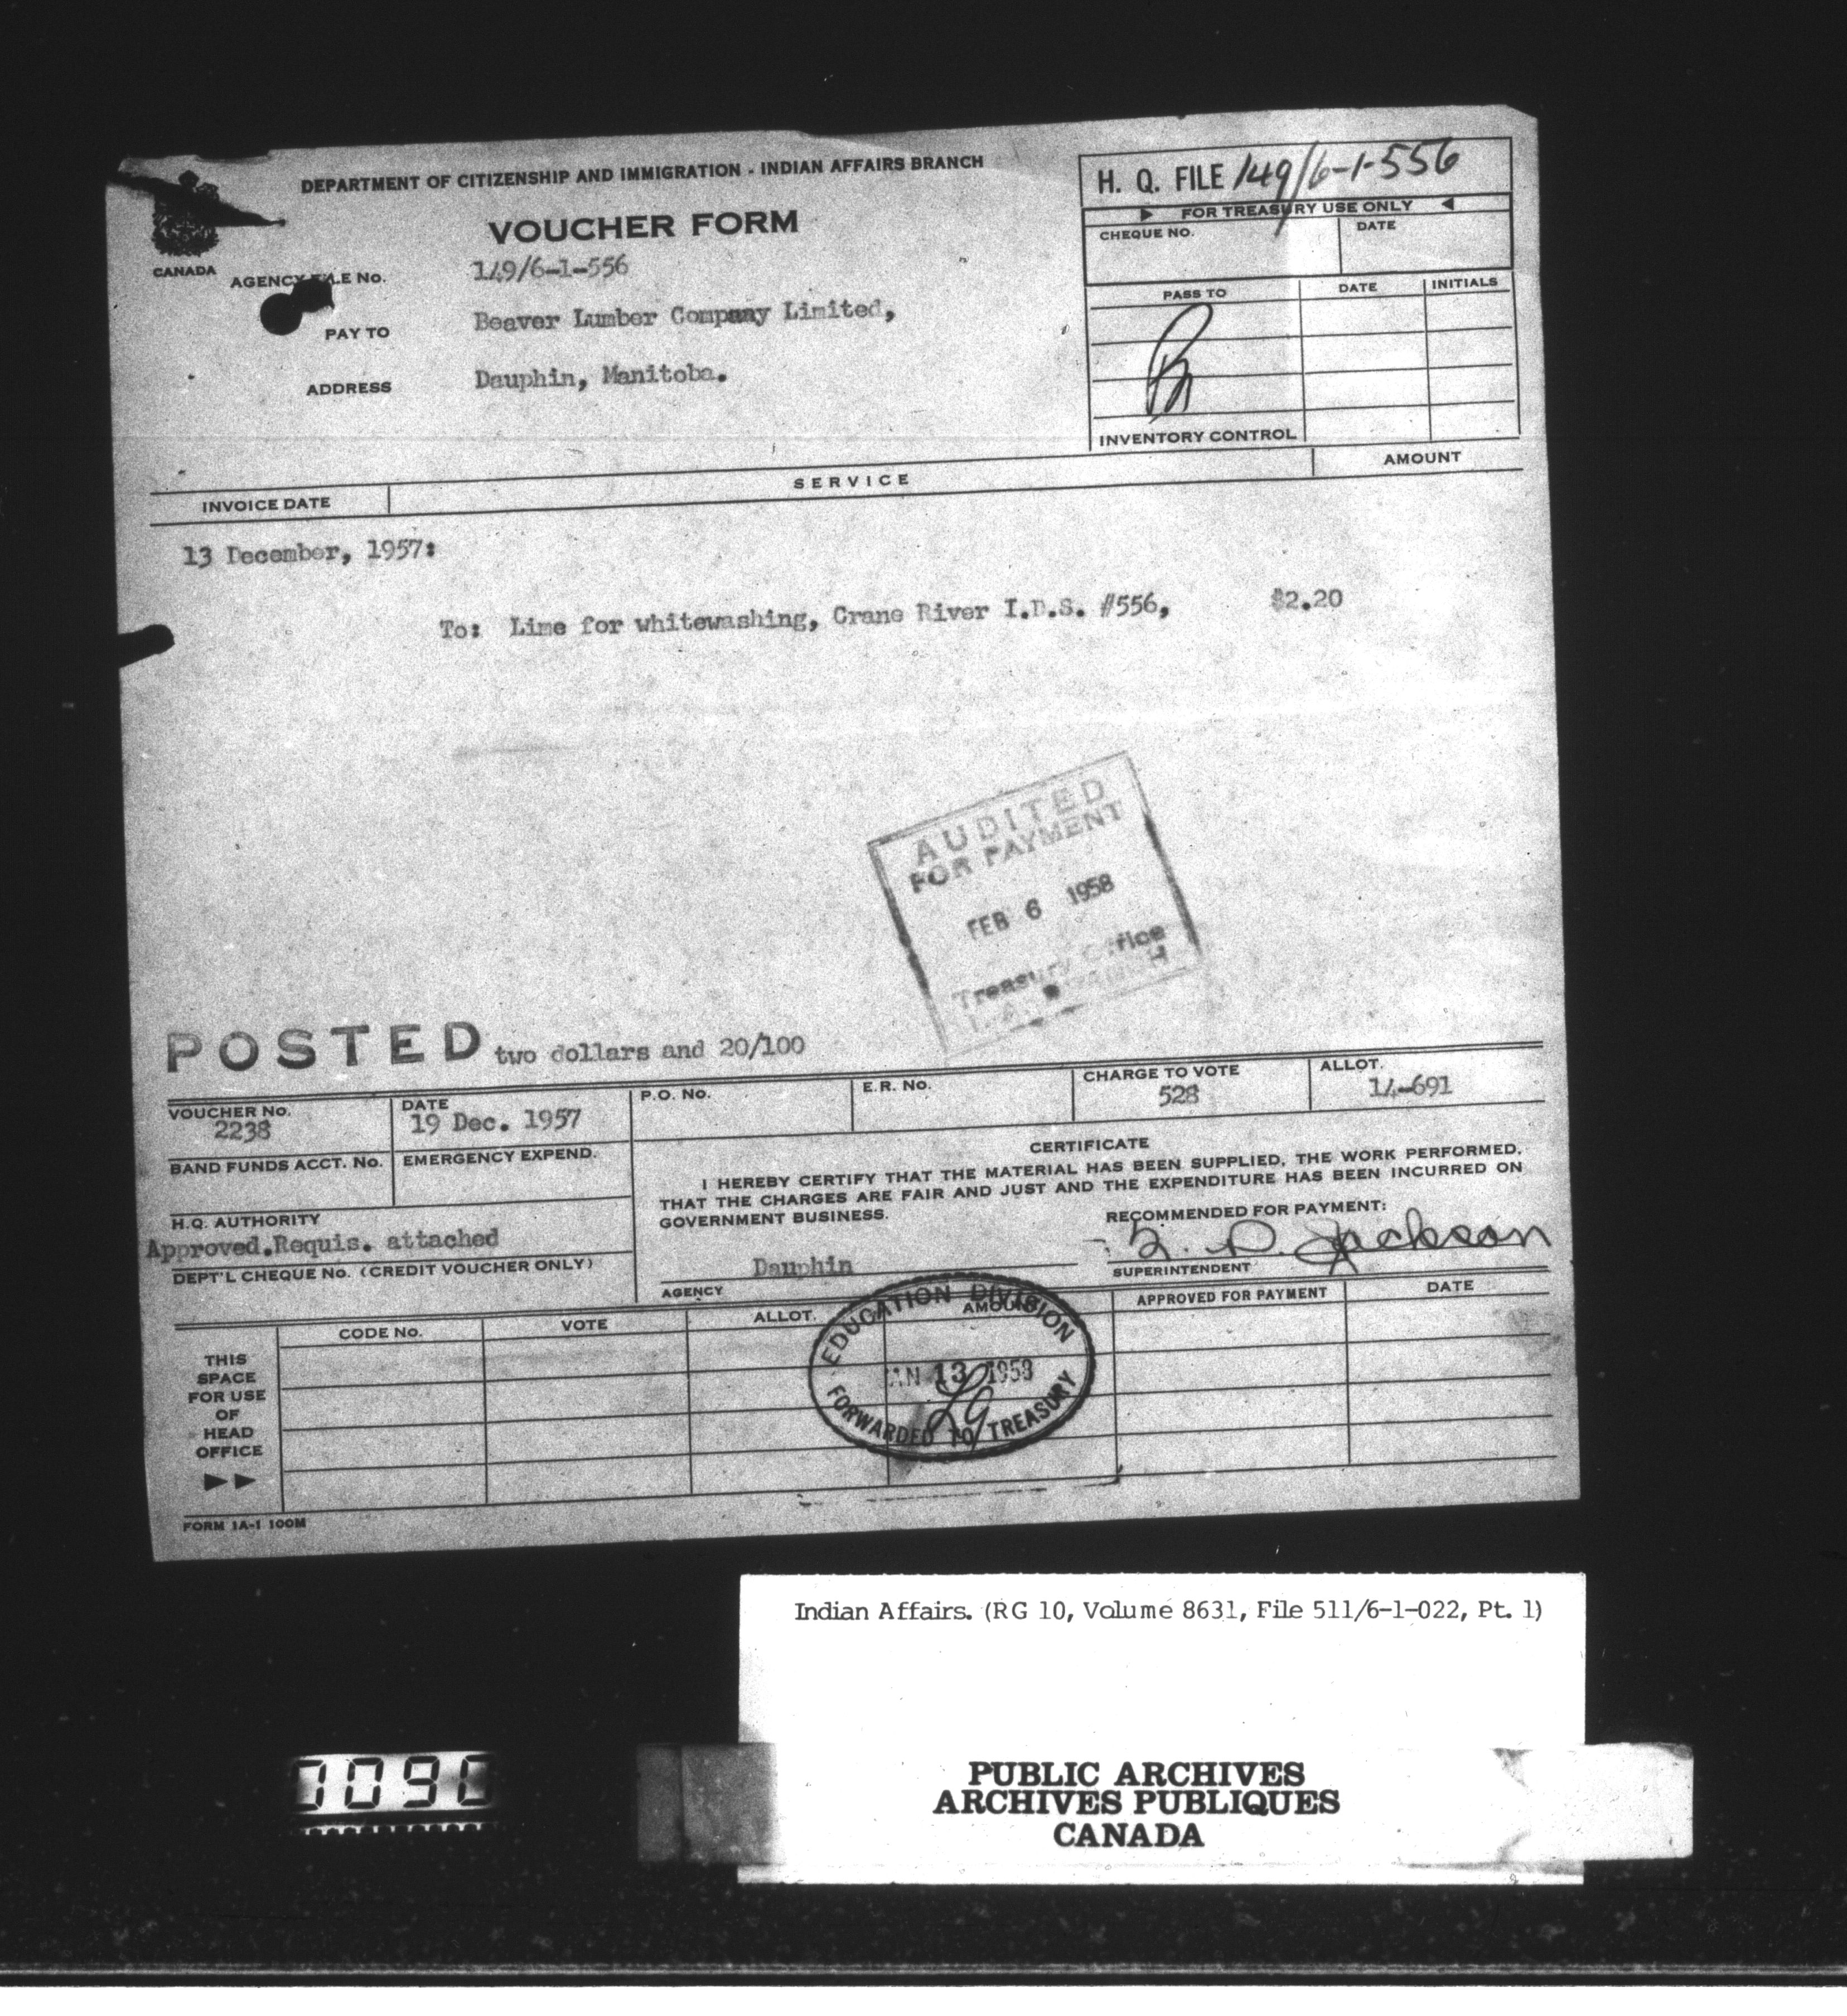 DEPARTMENT OF CITIZENSHIP AND IMMIGRATION - INDIAN AFFAIRS BRANCH
VOUCHER FORM
CANADA
AGENCY FILE No. 149/6-1-556
PAY TO Beaver Lumber Company Limited,
ADDRESS Dauphin, Manitoba.
H. Q. FILE 149/6-1-556
FOR TREASURY USE ONLY
CHEQUE NO. DATE
PASS TO DATE INITIALS
INVENTORY CONTROL
INVOICE DATE SERVICE AMOUNT
13 December, 1957:
To: Lime for whitewashing, Crane River I.D.S. #556, $2.20
AUDITED
FOR PAYMENT
FEB 6 1958
Treasury Office
POSTED two dollars and 20/100
VOUCHER No. DATE P.O. No. E.R. No. CHARGE TO VOTE ALLOT.
2238 19 Dec. 1957 528 14-691
BAND FUNDS ACCT. No. EMERGENCY EXPEND.
CERTIFICATE
I HEREBY CERTIFY THAT THE MATERIAL HAS BEEN SUPPLIED, THE WORK PERFORMED,
THAT THE CHARGES ARE FAIR AND JUST AND THE EXPENDITURE HAS BEEN INCURRED ON
GOVERNMENT BUSINESS.
H.Q. AUTHORITY
Approved.Requis. attached
DEPT'L CHEQUE No. (CREDIT VOUCHER ONLY)
RECOMMENDED FOR PAYMENT:
Jackson
SUPERINTENDENT
Dauphin
AGENCY
CODE No. VOTE ALLOT. AMOUNT APPROVED FOR PAYMENT DATE
EDUCATION DIVISION
JAN 13 1958
FORWARDED TO TREASURY
THIS
SPACE
FOR USE
OF
HEAD
OFFICE
FORM 1A-1 100M
Indian Affairs. (RG 10, Volume 8631, File 511/6-1-022, Pt. 1)
0090
PUBLIC ARCHIVES
ARCHIVES PUBLIQUES
CANADA